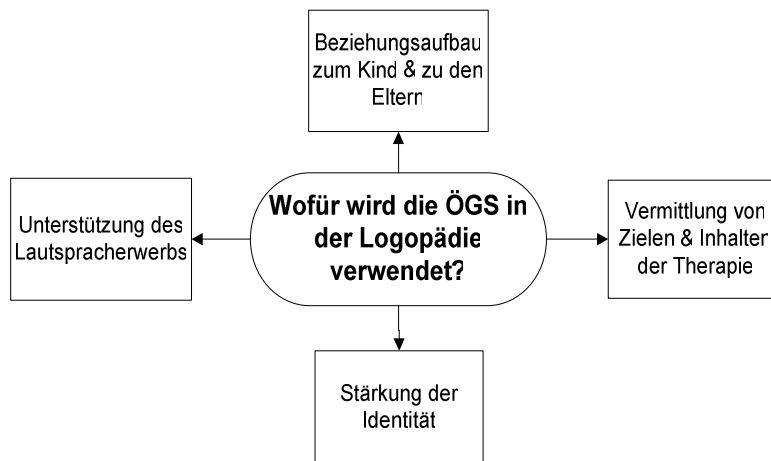 Beziehungsaufbau
zum Kind & zu den
Eltern
Unterstützung des
Lautspracherwerbs
Wofür wird die ÖGS in
der Logopädie
verwendet?
Vermittlung von
Zielen & Inhalten
der Therapie
Stärkung der
Identität